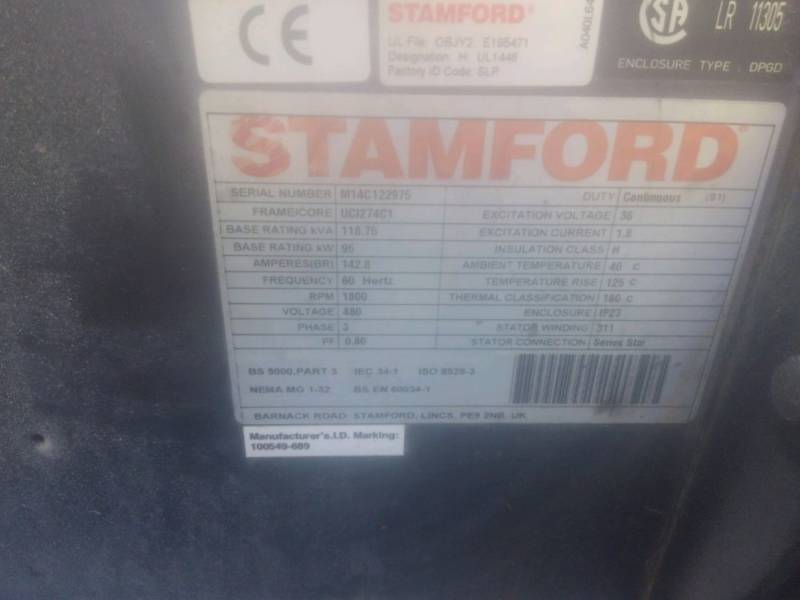 CE
STAMFORD
UL File: OBJY2 E195471
Designation: H UL1446
Factory ID Code: SLP
LR 11305
ENCLOSURE TYPE : DPGD
STAMFORD
SERIAL NUMBER M14C122975 DUTY Continuous (S1)
FRAME/CORE UCI274C1 EXCITATION VOLTAGE 36
BASE RATING kVA 118.75 EXCITATION CURRENT 1.8
BASE RATING kW 95 INSULATION CLASS H
AMPERES(BR) 142.8 AMBIENT TEMPERATURE 40 C
FREQUENCY 60 Hertz TEMPERATURE RISE 125 C
RPM 1800 THERMAL CLASSIFICATION 180 C
VOLTAGE 480 ENCLOSURE IP23
PHASE 3 STATOR WINDING 311
PF 0.80 STATOR CONNECTION Series Star
BS 5000,PART 3 IEC 34-1 ISO 8528-3
NEMA MG 1-32 BS EN 60034-1
BARNACK ROAD STAMFORD, LINCS, PE9 2NB, UK
Manufacturer's.I.D. Marking:
100549-689